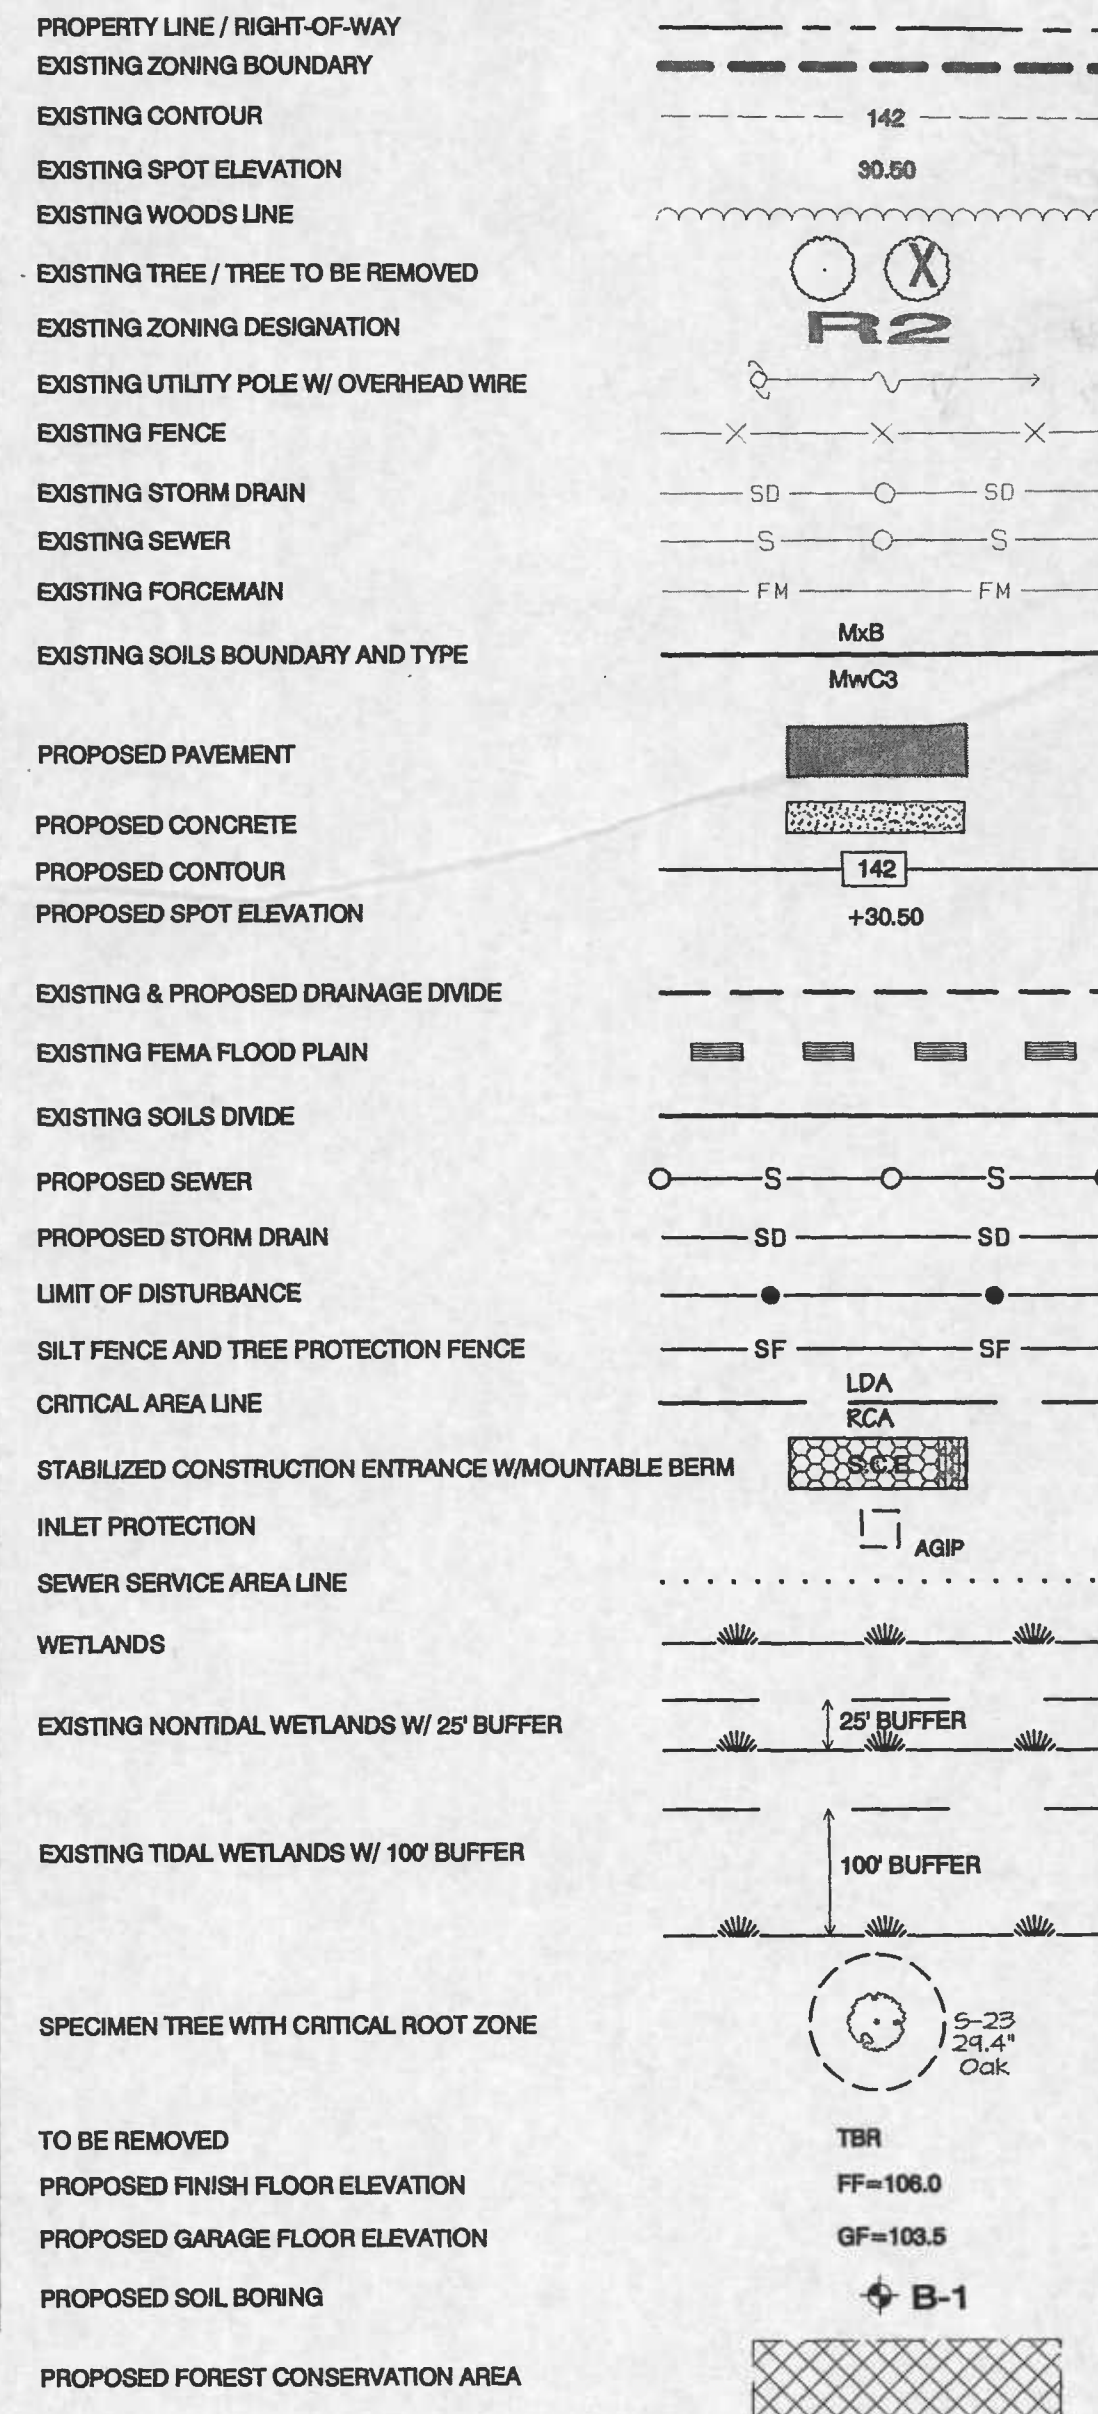 PROPERTY LINE / RIGHT-OF-WAY
EXISTING ZONING BOUNDARY
EXISTING CONTOUR 142
EXISTING SPOT ELEVATION 30.50
EXISTING WOODS LINE
EXISTING TREE / TREE TO BE REMOVED X
EXISTING ZONING DESIGNATION R2
EXISTING UTILITY POLE W/ OVERHEAD WIRE
EXISTING FENCE
EXISTING STORM DRAIN SD SD
EXISTING SEWER S S
EXISTING FORCEMAIN FM FM
MxB
EXISTING SOILS BOUNDARY AND TYPE
MwC3
PROPOSED PAVEMENT
PROPOSED CONCRETE
PROPOSED CONTOUR 142
PROPOSED SPOT ELEVATION +30.50
EXISTING & PROPOSED DRAINAGE DIVIDE
EXISTING FEMA FLOOD PLAIN
EXISTING SOILS DIVIDE
PROPOSED SEWER S S
PROPOSED STORM DRAIN SD SD
LIMIT OF DISTURBANCE
SILT FENCE AND TREE PROTECTION FENCE SF SF
LDA
CRITICAL AREA LINE
RCA
STABILIZED CONSTRUCTION ENTRANCE W/MOUNTABLE BERM S.C.E.
INLET PROTECTION
AGIP
SEWER SERVICE AREA LINE
WETLANDS
EXISTING NONTIDAL WETLANDS W/ 25' BUFFER 25' BUFFER
EXISTING TIDAL WETLANDS W/ 100' BUFFER 100' BUFFER
SPECIMEN TREE WITH CRITICAL ROOT ZONE S-23
29.4"
Oak
TO BE REMOVED TBR
PROPOSED FINISH FLOOR ELEVATION FF=106.0
PROPOSED GARAGE FLOOR ELEVATION GF=103.5
PROPOSED SOIL BORING B-1
PROPOSED FOREST CONSERVATION AREA